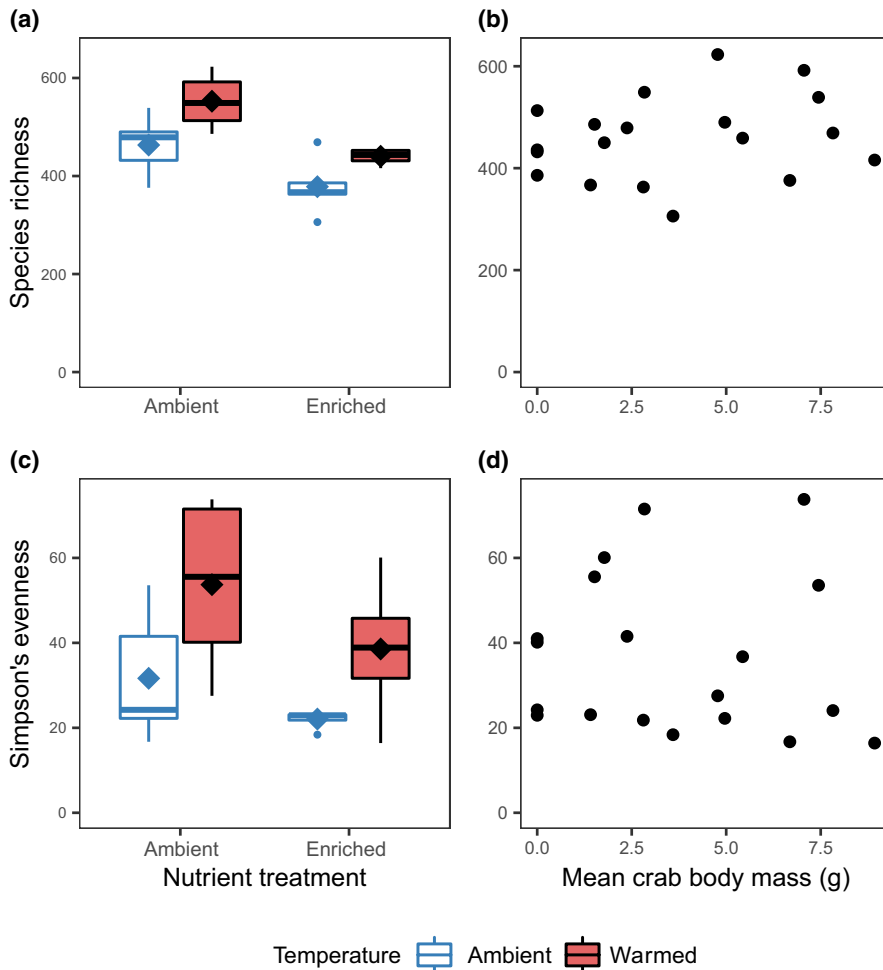 (a)
Species richness
600
400
200
0
Ambient
Enriched
(b)
600
400
200
0
0.0
2.5
5.0
7.5
(c)
Simpson's evenness
60
40
20
0
Ambient
Enriched
Nutrient treatment
(d)
60
40
20
0
0.0
2.5
5.0
7.5
Mean crab body mass (g)
Temperature Ambient Warmed